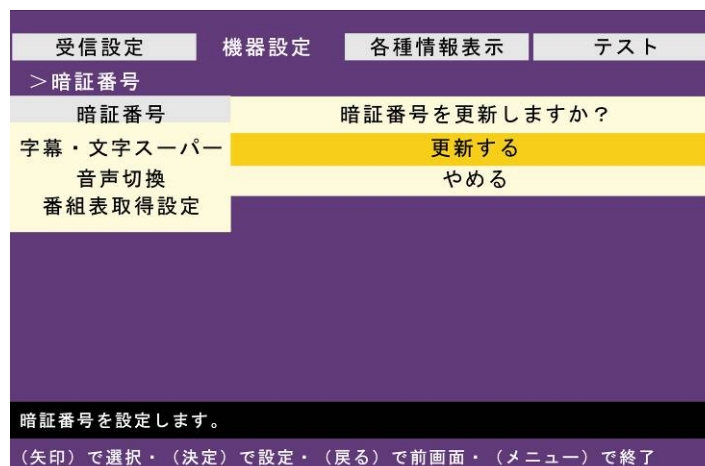 受信設定 機器設定 各種情報表示 テスト
＞暗証番号
暗証番号 暗証番号を更新しますか？
字幕・文字スーパー 更新する
音声切換 やめる
番組表取得設定
暗証番号を設定します。
（矢印）で選択・（決定）で設定・（戻る）で前画面・（メニュー）で終了